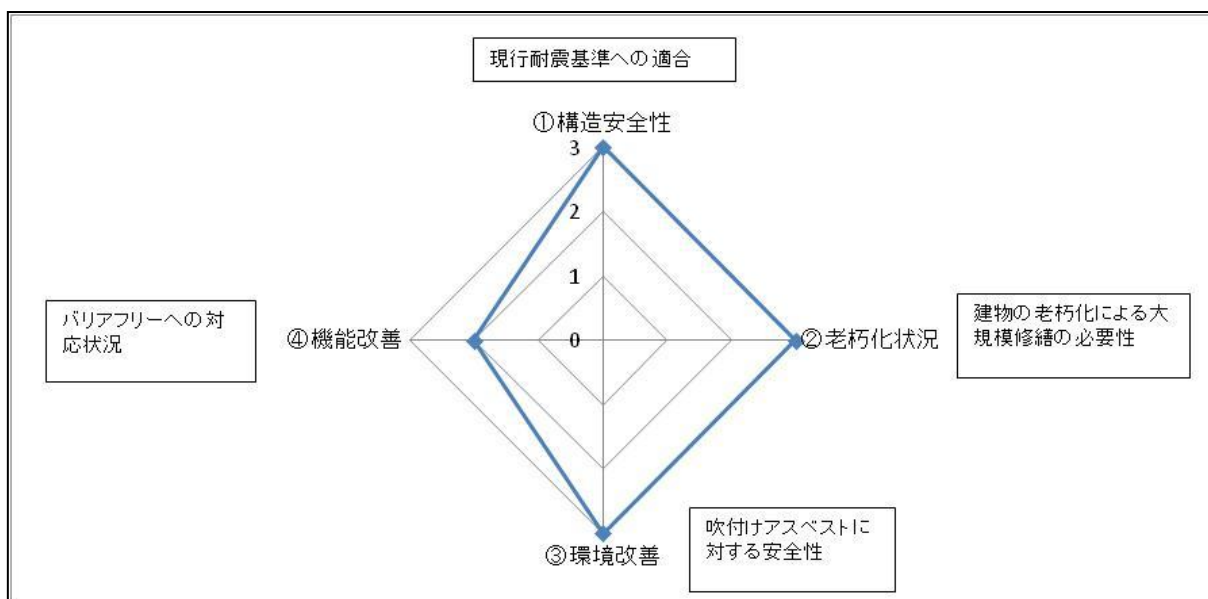 現行耐震基準への適合
①構造安全性
3
2
1
0
バリアフリーへの対
応状況
④機能改善
②老朽化状況
建物の老朽化による大
規模修繕の必要性
吹付けアスベストに
対する安全性
③環境改善